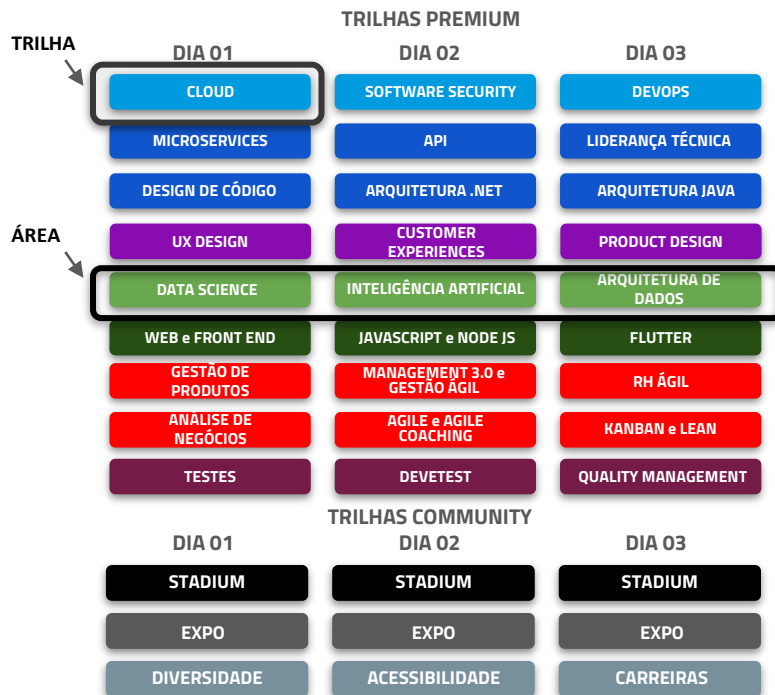 TRILHAS PREMIUM
TRILHA
DIA 01 DIA 02 DIA 03
CLOUD SOFTWARE SECURITY DEVOPS
MICROSERVICES API LIDERANÇA TÉCNICA
DESIGN DE CÓDIGO ARQUITETURA .NET ARQUITETURA JAVA
ÁREA
UX DESIGN CUSTOMER EXPERIENCES PRODUCT DESIGN
DATA SCIENCE INTELIGÊNCIA ARTIFICIAL ARQUITETURA DE DADOS
WEB e FRONT END JAVASCRIPT e NODE JS FLUTTER
GESTÃO DE PRODUTOS MANAGEMENT 3.0 e GESTÃO ÁGIL RH ÁGIL
ANÁLISE DE NEGÓCIOS AGILE e AGILE COACHING KANBAN e LEAN
TESTES DEVETEST QUALITY MANAGEMENT
TRILHAS COMMUNITY
DIA 01 DIA 02 DIA 03
STADIUM STADIUM STADIUM
EXPO EXPO EXPO
DIVERSIDADE ACESSIBILIDADE CARREIRAS